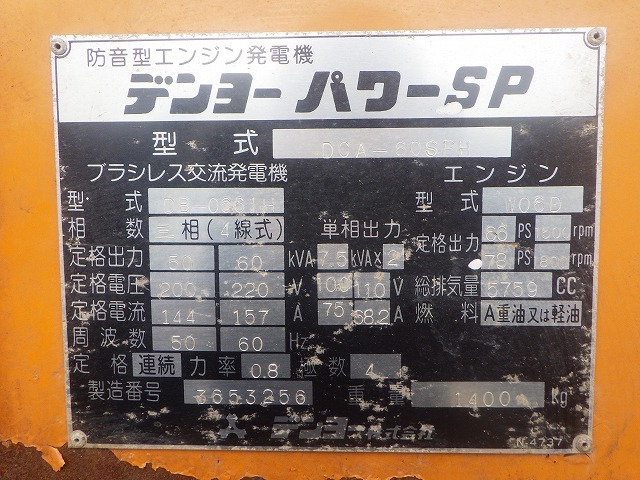 防音型エンジン発電機
デンヨーパワーSP
型式 DCA-60SPH
ブラシレス交流発電機 エンジン
型式 DB-0661H 型式 W06D
相数 三相(4線式) 単相出力 定格出力 66 PS 1500 rpm
定格出力 50 60 kVA 7.5 kVA×2 78 PS 1800 rpm
定格電圧 200 220 V 100 110 V 総排気量 5759 CC
定格電流 144 157 A 75 68.2 A 燃料 A重油又は軽油
周波数 50 60 Hz
定格 連続 力率 0.8 極数 4
製造番号 3653256 重量 1400 Kg
デンヨー株式会社
N-4737